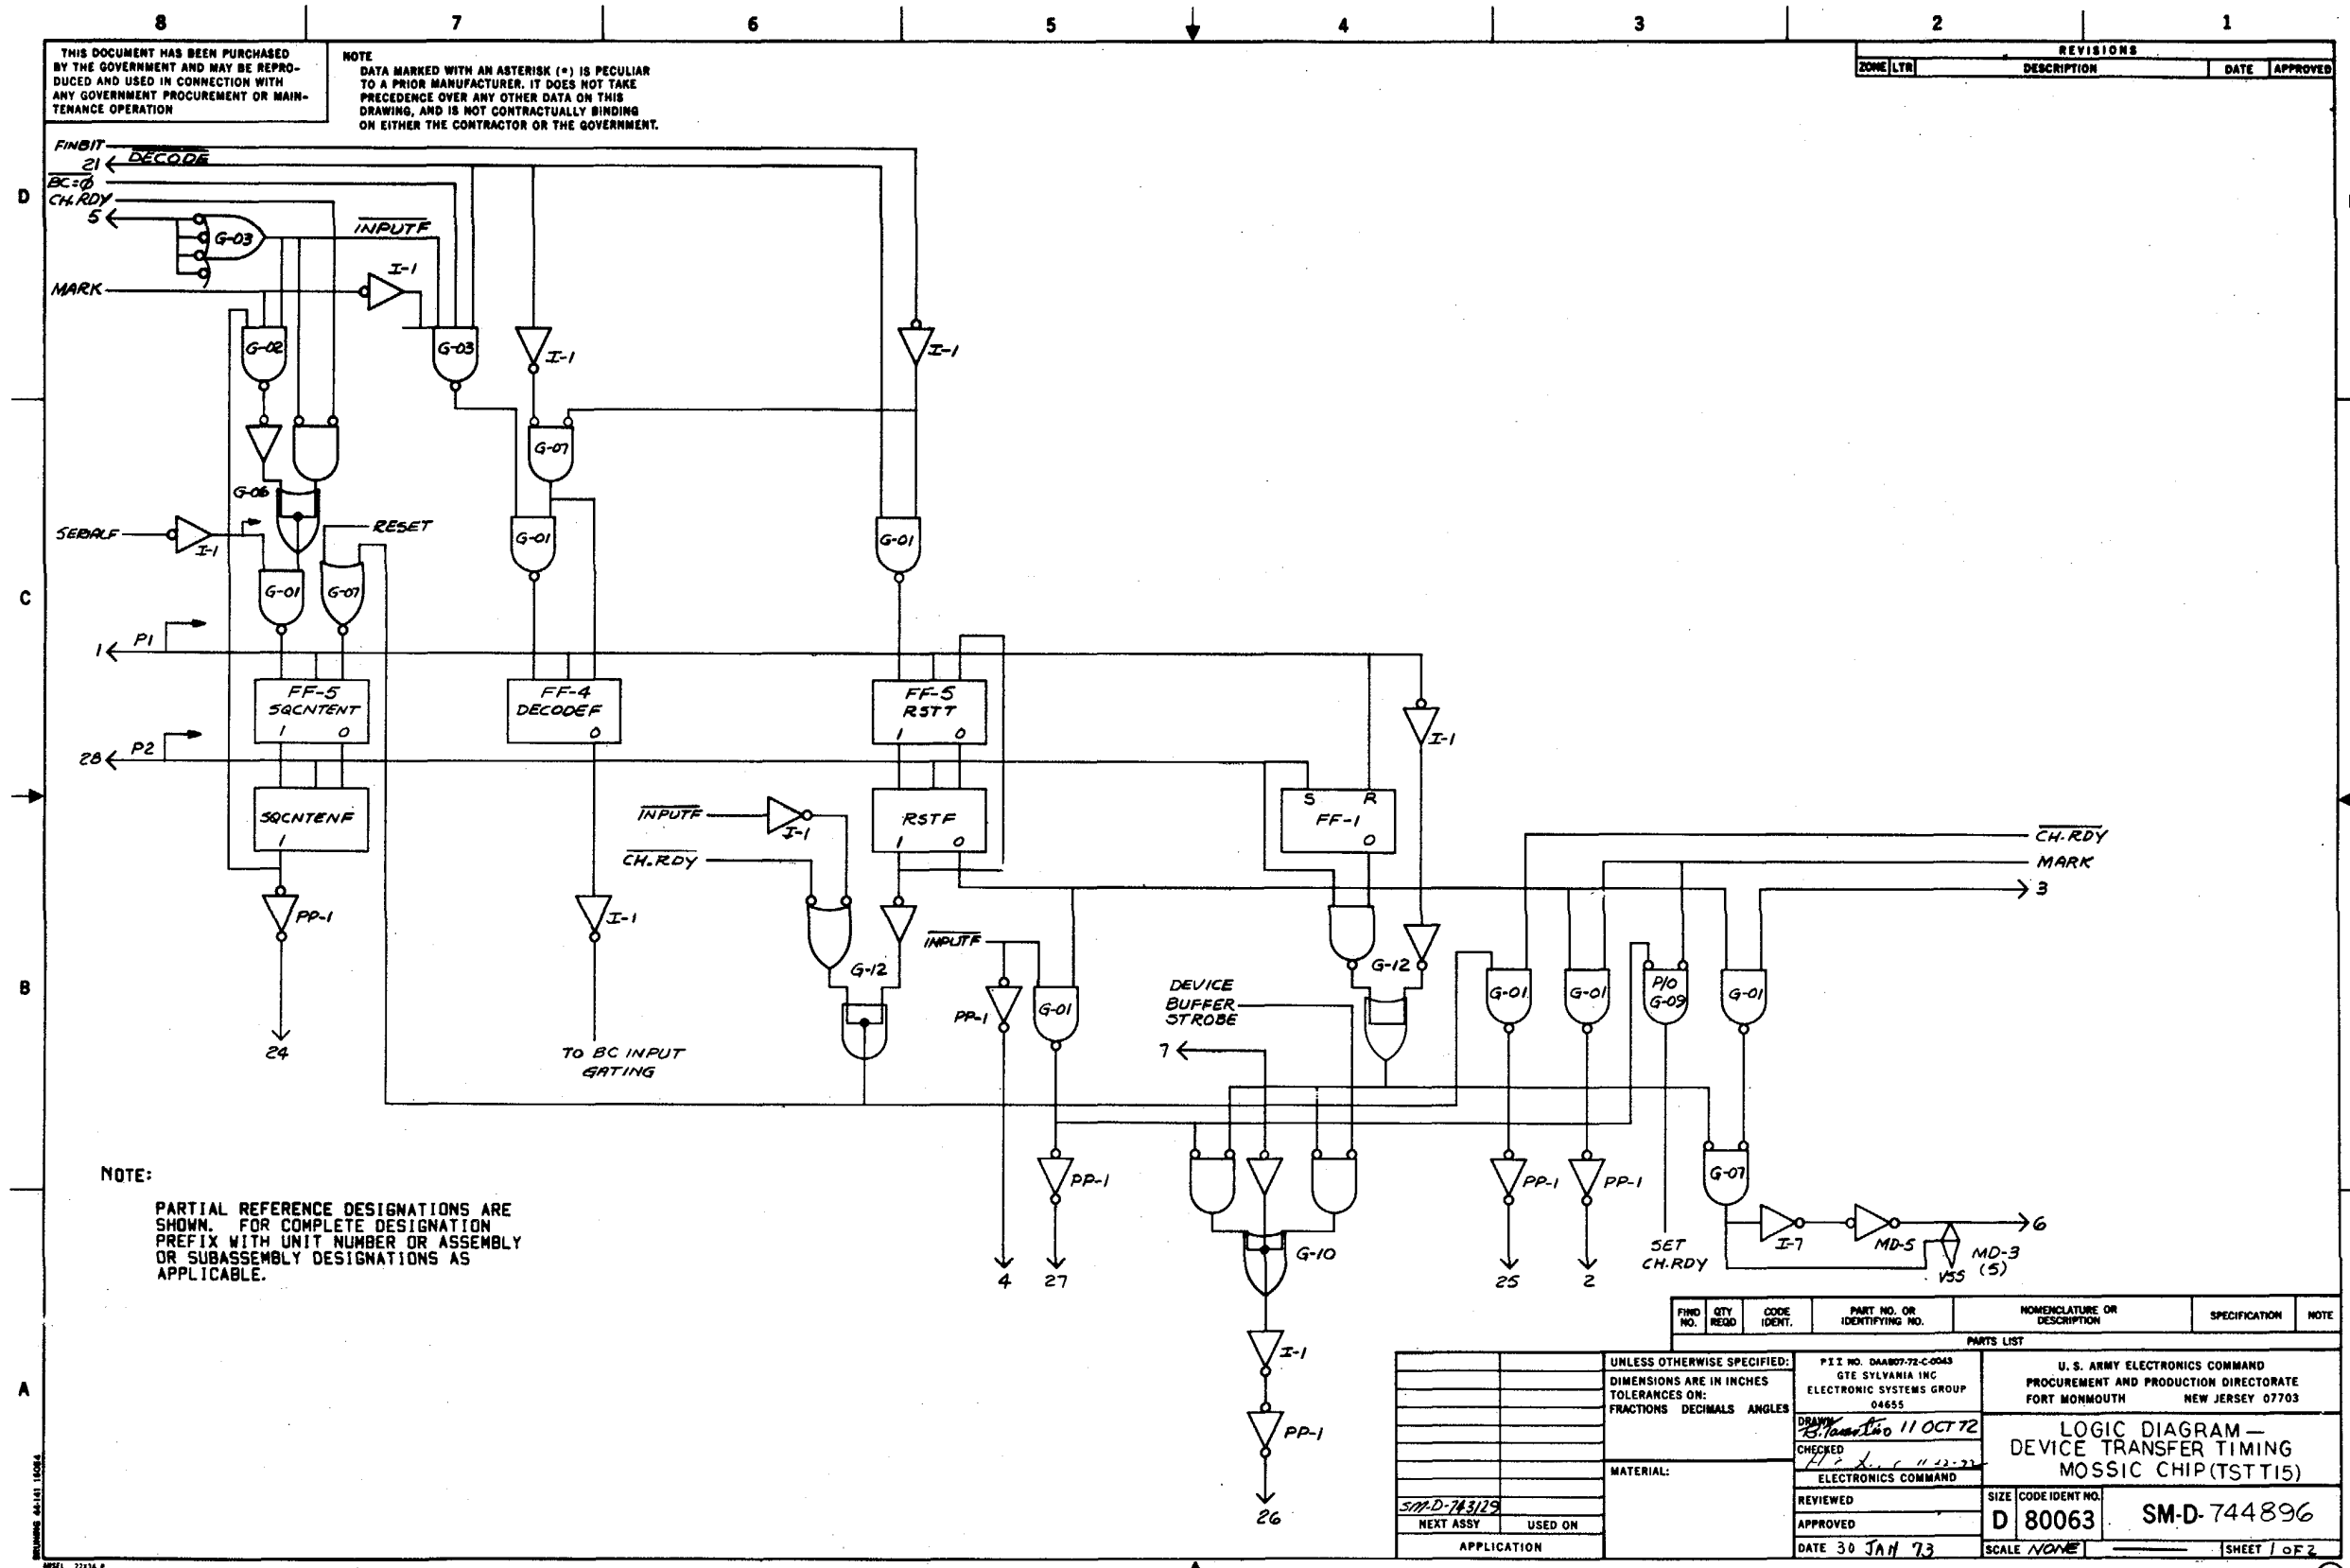 8 7 6 5 4 3 2 1
THIS DOCUMENT HAS BEEN PURCHASED
BY THE GOVERNMENT AND MAY BE REPRO-
DUCED AND USED IN CONNECTION WITH
ANY GOVERNMENT PROCUREMENT OR MAIN-
TENANCE OPERATION
NOTE
DATA MARKED WITH AN ASTERISK (*) IS PECULIAR
TO A PRIOR MANUFACTURER. IT DOES NOT TAKE
PRECEDENCE OVER ANY OTHER DATA ON THIS
DRAWING, AND IS NOT CONTRACTUALLY BINDING
ON EITHER THE CONTRACTOR OR THE GOVERNMENT.
REVISIONS
ZONE LTR DESCRIPTION DATE APPROVED
FINBIT
21 DECODE
D
BC=Ø
CH.RDY
5
G-03
INPUTF
MARK
I-1
G-02
G-03
I-1
I-1
G-07
G-06
SERIALF
I-1
RESET
G-01
G-01
G-01
G-07
C
1 P1
FF-5
SQCNTENT
1 0
FF-4
DECODEF
0
FF-5
RSTT
1 0
I-1
28 P2
SQCNTENF
1
INPUTF
I-1
RSTF
1 0
S R
FF-1
0
CH.RDY
CH.RDY
MARK
3
PP-1
I-1
INPUTF
G-12
G-12
B
DEVICE
BUFFER
STROBE
PP-1
G-01
G-01
G-01
P/O
G-09
G-01
24
TO BC INPUT
GATING
7
NOTE:
PARTIAL REFERENCE DESIGNATIONS ARE
SHOWN. FOR COMPLETE DESIGNATION
PREFIX WITH UNIT NUMBER OR ASSEMBLY
OR SUBASSEMBLY DESIGNATIONS AS
APPLICABLE.
PP-1
PP-1
PP-1
G-07
I-7
MD-5
6
MD-3
(5)
VSS
SET
CH.RDY
G-10
4
27
25
2
I-1
PP-1
26
A
FIND NO. QTY REQD CODE IDENT. PART NO. OR IDENTIFYING NO. NOMENCLATURE OR DESCRIPTION SPECIFICATION NOTE
PARTS LIST
UNLESS OTHERWISE SPECIFIED:
DIMENSIONS ARE IN INCHES
TOLERANCES ON:
FRACTIONS DECIMALS ANGLES
MATERIAL:
PII NO. DAAB07-72-C-0043
GTE SYLVANIA INC
ELECTRONIC SYSTEMS GROUP
04655
DRAWN
11 OCT 72
CHECKED
ELECTRONICS COMMAND
REVIEWED
APPROVED
DATE 30 JAN 73
U. S. ARMY ELECTRONICS COMMAND
PROCUREMENT AND PRODUCTION DIRECTORATE
FORT MONMOUTH NEW JERSEY 07703
LOGIC DIAGRAM—
DEVICE TRANSFER TIMING
MOSSIC CHIP (TSTT15)
SIZE D
CODE IDENT NO. 80063
SM-D-744896
SCALE NONE
SHEET 1 OF 2
SM-D-743129
NEXT ASSY USED ON
APPLICATION
BRUNING 44-141